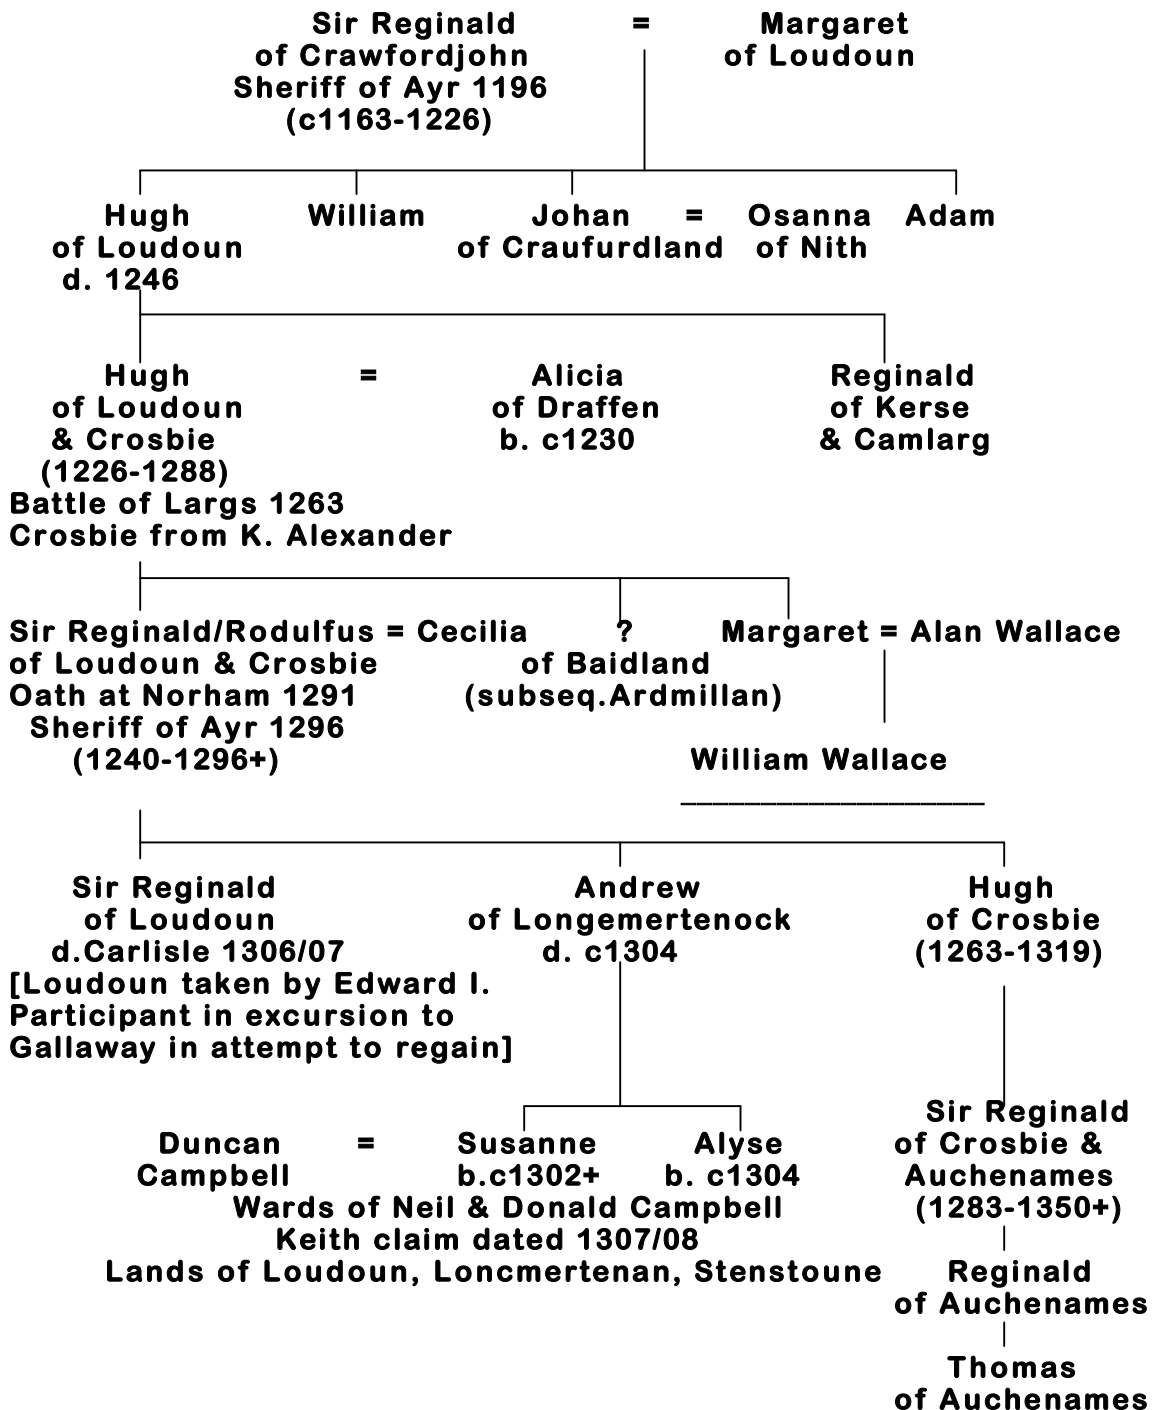 Sir Reginald = Margaret
of Crawfordjohn of Loudoun
Sheriff of Ayr 1196
(c1163-1226)
Hugh William Johan = Osanna Adam
of Loudoun of Craufurdland of Nith
d. 1246
Hugh = Alicia Reginald
of Loudoun of Draffen of Kerse
& Crosbie b. c1230 & Camlarg
(1226-1288)
Battle of Largs 1263
Crosbie from K. Alexander
Sir Reginald/Rodulfus = Cecilia ? Margaret = Alan Wallace
of Loudoun & Crosbie of Baidland
Oath at Norham 1291 (subseq.Ardmillan)
Sheriff of Ayr 1296
(1240-1296+) William Wallace
Sir Reginald Andrew Hugh
of Loudoun of Longemertenock of Crosbie
d.Carlisle 1306/07 d. c1304 (1263-1319)
[Loudoun taken by Edward I.
Participant in excursion to
Gallaway in attempt to regain]
Sir Reginald
Duncan = Susanne Alyse of Crosbie &
Campbell b.c1302+ b. c1304 Auchenames
Wards of Neil & Donald Campbell (1283-1350+)
Keith claim dated 1307/08
Lands of Loudoun, Loncmertenan, Stenstoune Reginald
of Auchenames
Thomas
of Auchenames